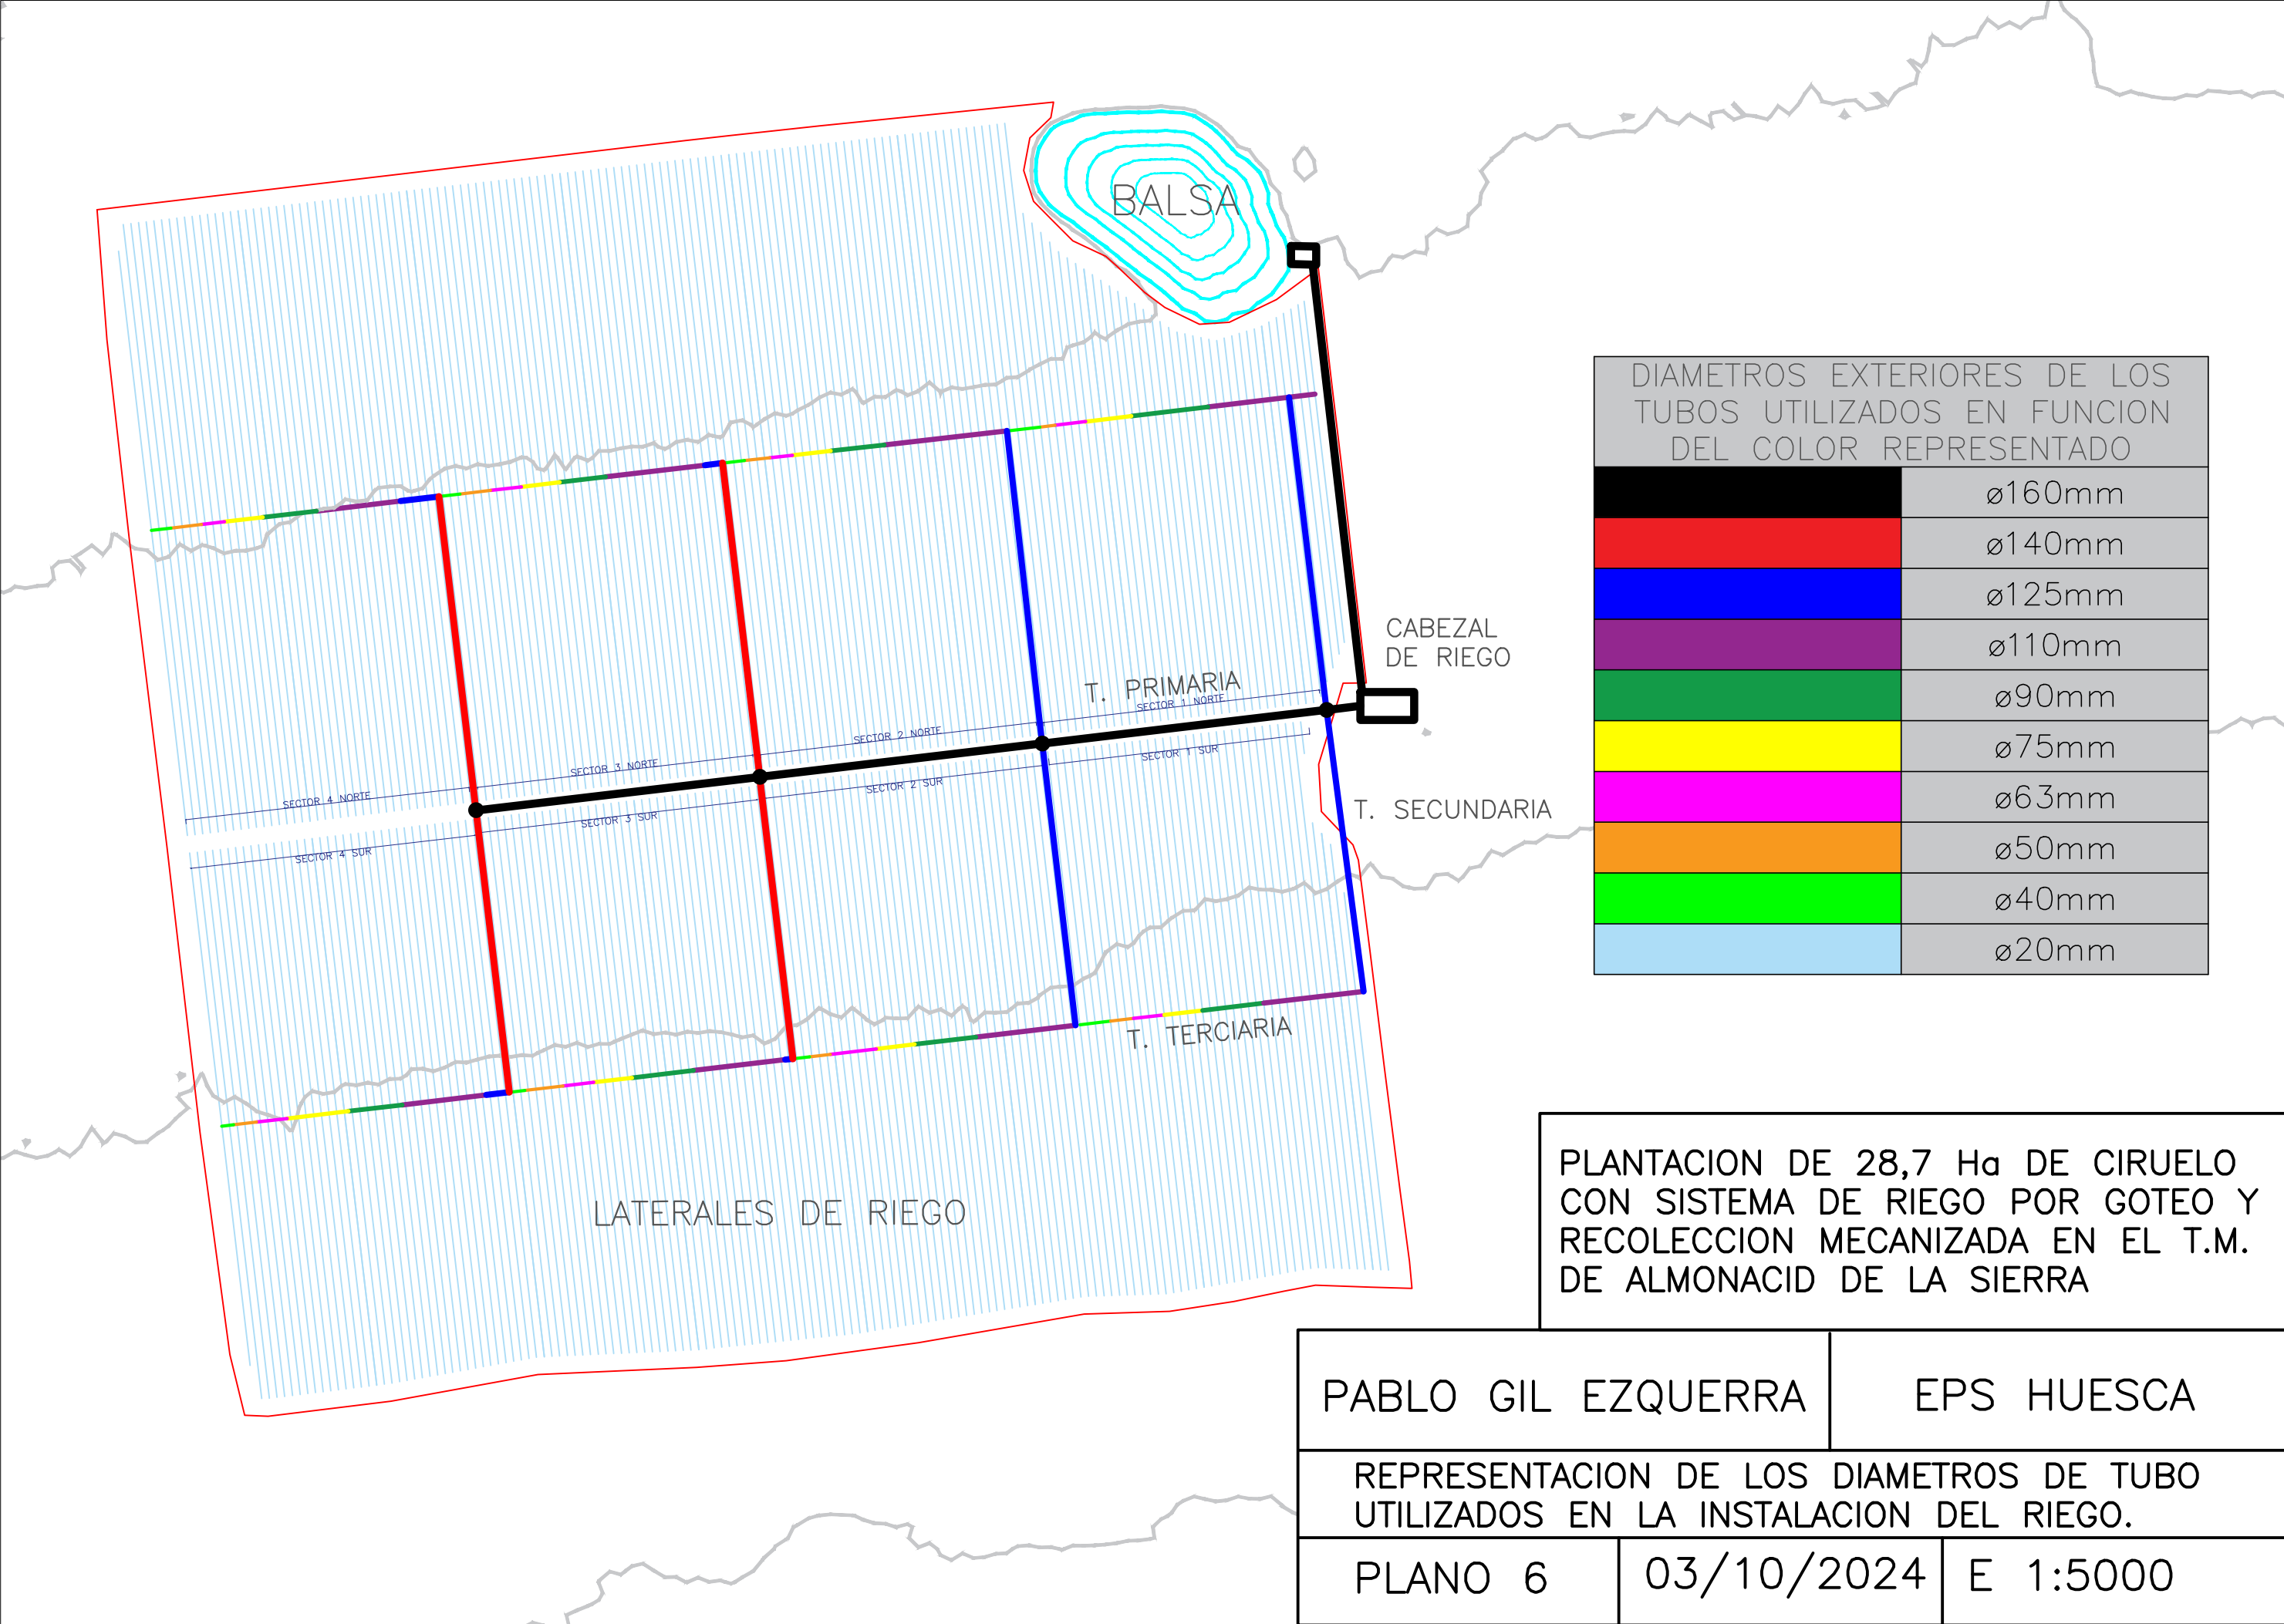 BALSA
DIAMETROS EXTERIORES DE LOS
TUBOS UTILIZADOS EN FUNCION
DEL COLOR REPRESENTADO
ø160mm
ø140mm
ø125mm
ø110mm
ø90mm
ø75mm
ø63mm
ø50mm
ø40mm
ø20mm
CABEZAL
DE RIEGO
T. PRIMARIA
SECTOR 1 NORTE
SECTOR 2 NORTE
SECTOR 3 NORTE
SECTOR 4 NORTE
SECTOR 1 SUR
SECTOR 2 SUR
SECTOR 3 SUR
SECTOR 4 SUR
T. SECUNDARIA
T. TERCIARIA
LATERALES DE RIEGO
PLANTACION DE 28,7 Ha DE CIRUELO
CON SISTEMA DE RIEGO POR GOTEO Y
RECOLECCION MECANIZADA EN EL T.M.
DE ALMONACID DE LA SIERRA
PABLO GIL EZQUERRA
EPS HUESCA
REPRESENTACION DE LOS DIAMETROS DE TUBO
UTILIZADOS EN LA INSTALACION DEL RIEGO.
PLANO 6
03/10/2024
E 1:5000